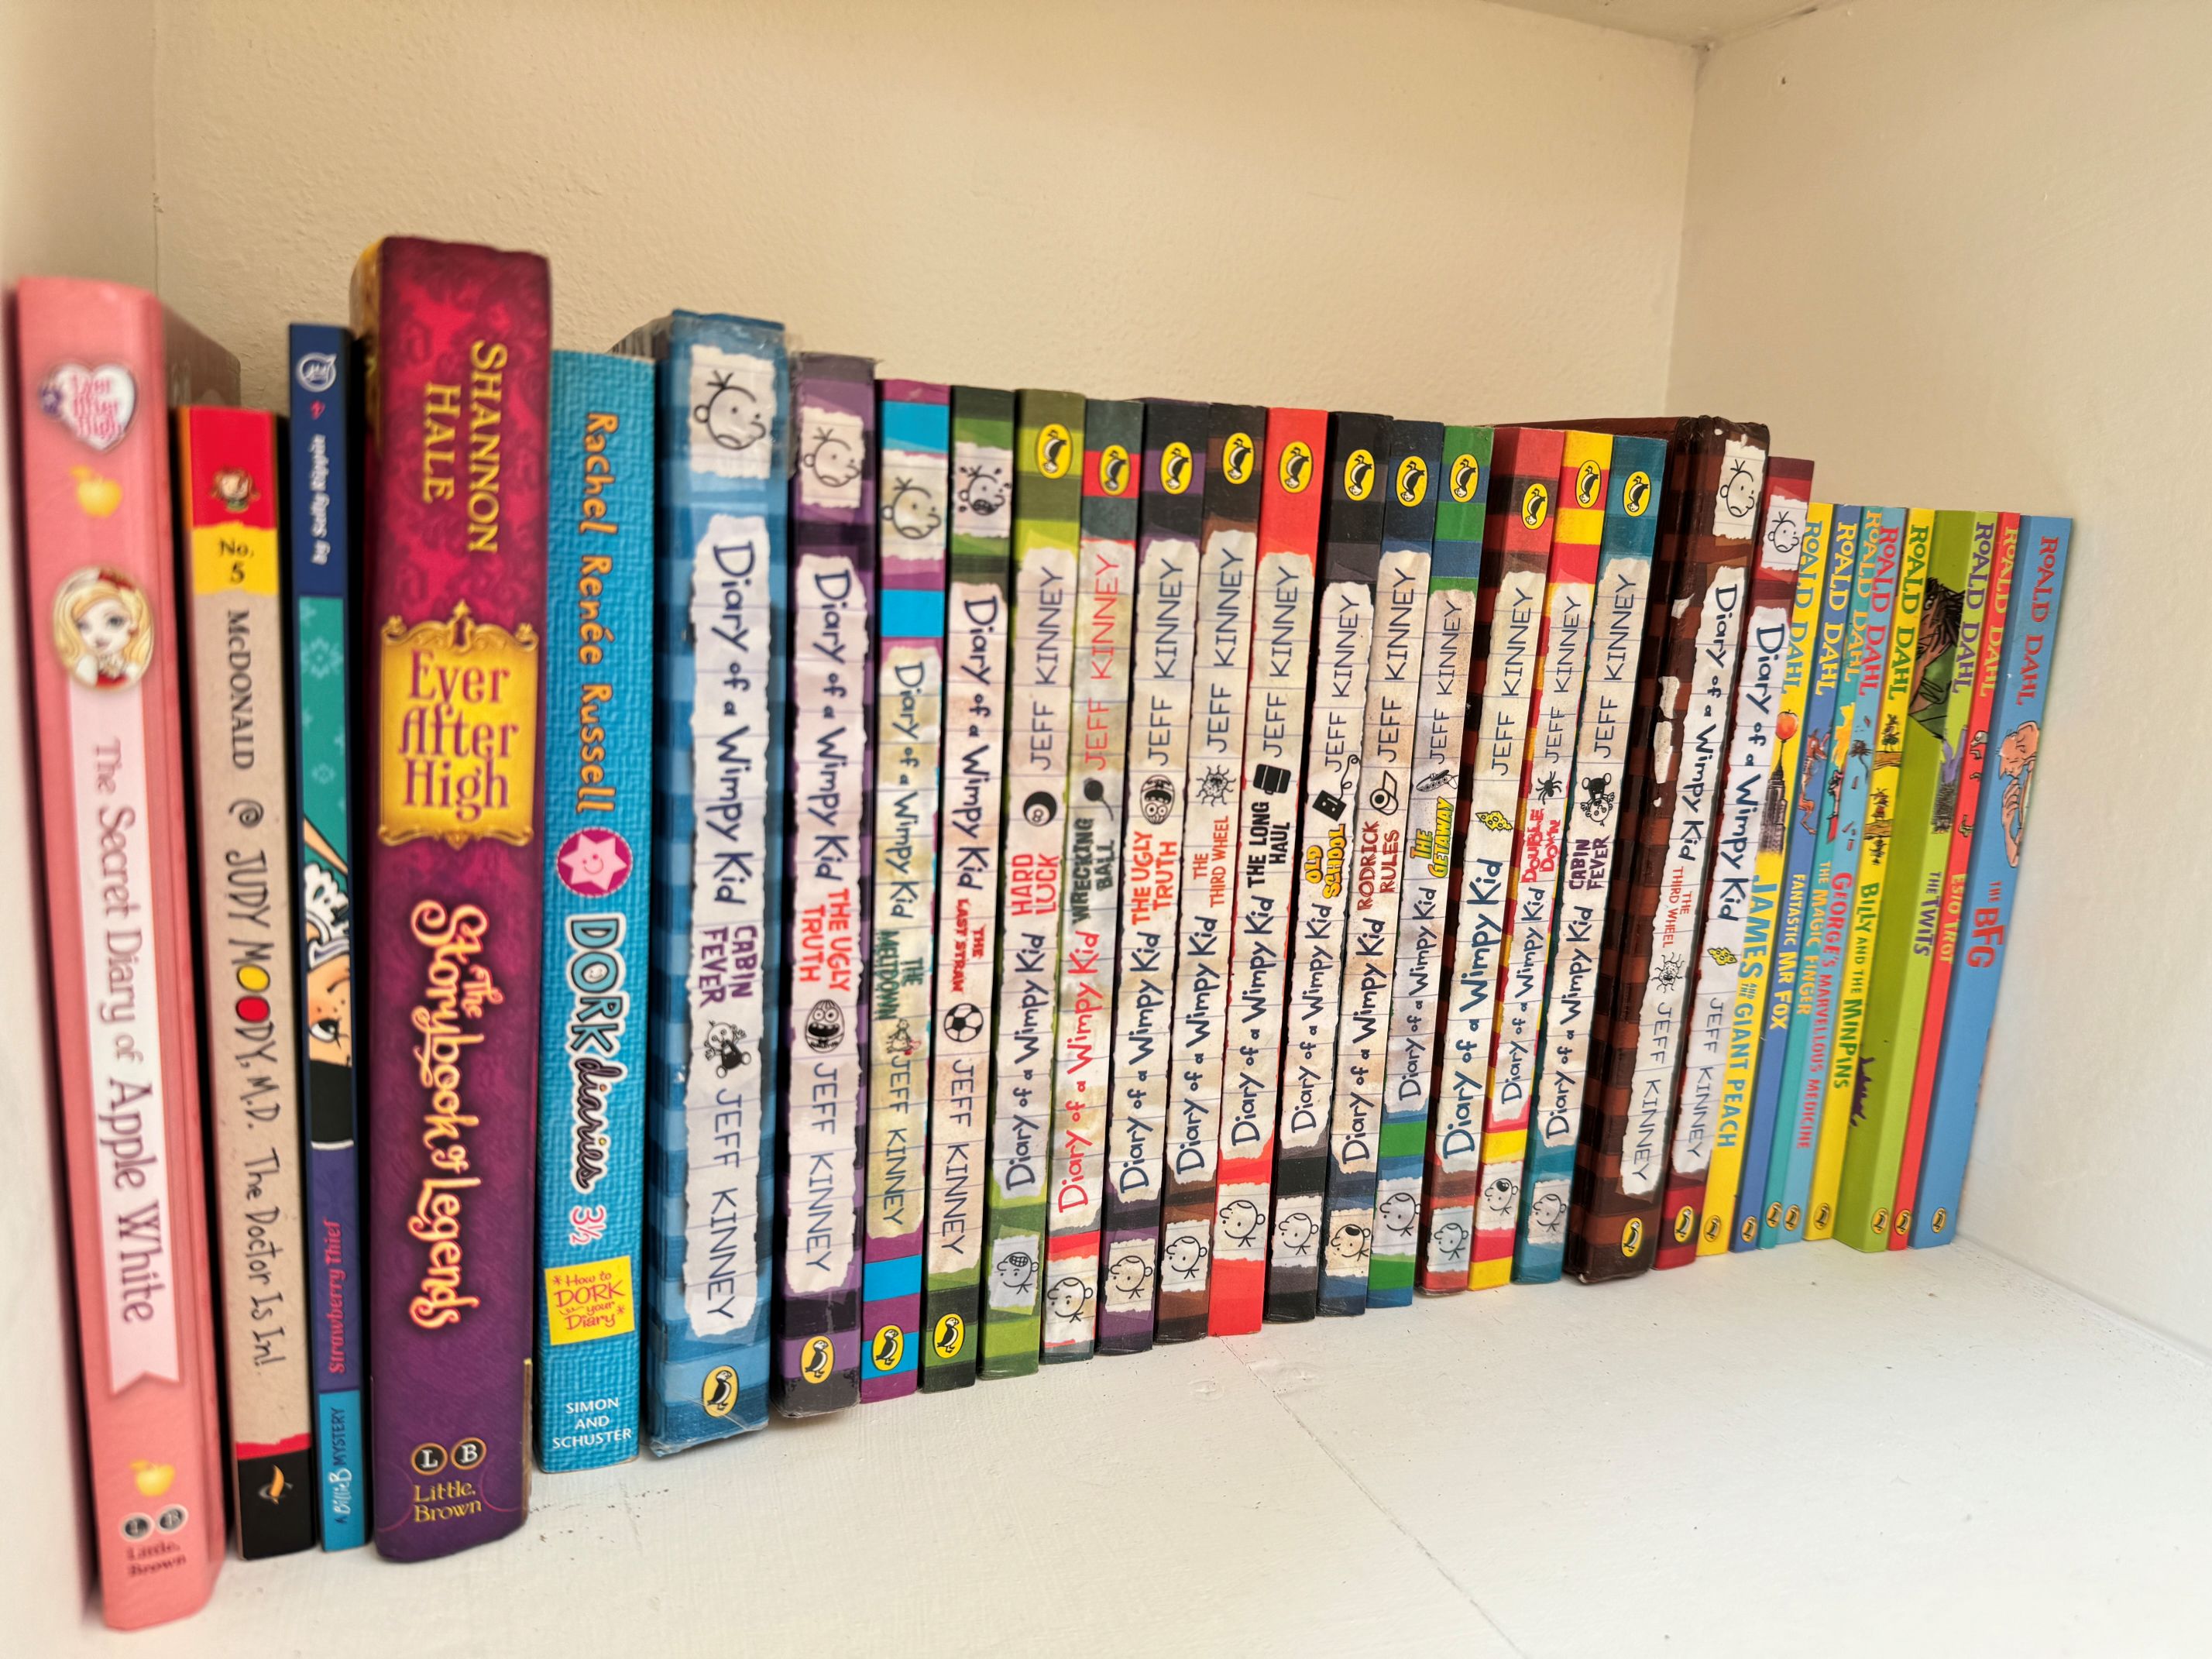 The Secret Diary of Apple White
Little, Brown
No. 5
McDONALD @ JUDY MOODY, M.D. The Doctor Is In!
4
by Sally Rippin
Strawberry Thief
A Billie B MYSTERY
SHANNON HALE
Ever After High
The Storybook of Legends
L B
Little, Brown
Rachel Renée Russell
DORK diaries 3½
How to DORK your Diary
SIMON AND SCHUSTER
Diary of a Wimpy Kid CABIN FEVER JEFF KINNEY
Diary of a Wimpy Kid THE UGLY TRUTH JEFF KINNEY
Diary of a Wimpy Kid THE MELTDOWN JEFF KINNEY
Diary of a Wimpy Kid THE LAST STRAW JEFF KINNEY
Diary of a Wimpy Kid HARD LUCK JEFF KINNEY
Diary of a Wimpy Kid WRECKING BALL JEFF KINNEY
Diary of a Wimpy Kid THE UGLY TRUTH JEFF KINNEY
Diary of a Wimpy Kid THE THIRD WHEEL JEFF KINNEY
Diary of a Wimpy Kid THE LONG HAUL JEFF KINNEY
Diary of a Wimpy Kid OLD SCHOOL JEFF KINNEY
Diary of a Wimpy Kid RODRICK RULES JEFF KINNEY
Diary of a Wimpy Kid THE GETAWAY JEFF KINNEY
Diary of a Wimpy Kid JEFF KINNEY
Diary of a Wimpy Kid DOUBLE DOWN JEFF KINNEY
Diary of a Wimpy Kid CABIN FEVER JEFF KINNEY
Diary of a Wimpy Kid THE THIRD WHEEL JEFF KINNEY
Diary of a Wimpy Kid JEFF KINNEY
ROALD DAHL JAMES AND THE GIANT PEACH
ROALD DAHL FANTASTIC MR FOX
ROALD DAHL THE MAGIC FINGER
ROALD DAHL GEORGE'S MARVELOUS MEDICINE
ROALD DAHL BILLY AND THE MINPINS
ROALD DAHL THE TWITS
ROALD DAHL ESIO TROT
ROALD DAHL THE BFG